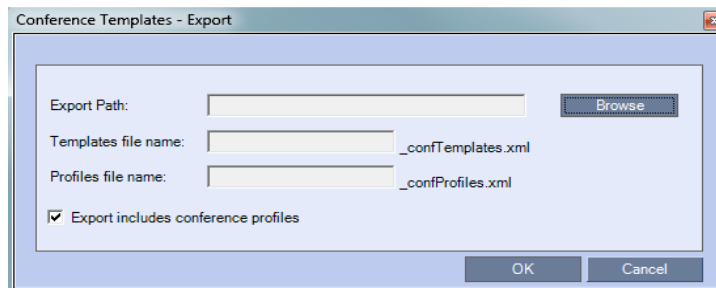 Conference Templates - Export
Export Path: Browse
Templates file name: _confTemplates.xml
Profiles file name: _confProfiles.xml
Export includes conference profiles
OK Cancel